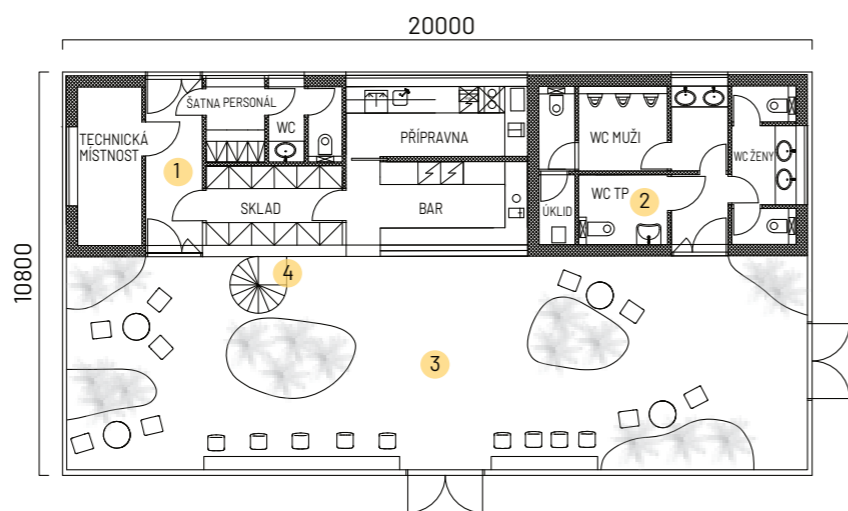 20000
10800
TECHNICKÁ
MÍSTNOST
1
ŠATNA PERSONÁL
WC
PŘÍPRAVNA
SKLAD
BAR
WC MUŽI
WC ŽENY
WC TP
2
ÚKLID
4
3